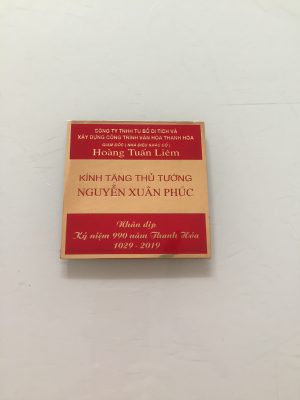 CÔNG TY TNHH TU BỔ DI TÍCH VÀ
XÂY DỰNG CÔNG TRÌNH VĂN HÓA THANH HÓA
GIÁM ĐỐC ( NHÀ ĐIÊU KHẮC GỖ )
Hoàng Tuấn Liêm
KÍNH TẶNG THỦ TƯỚNG
NGUYỄN XUÂN PHÚC
Nhân dịp
Kỷ niệm 990 năm Thanh Hóa
1029 - 2019